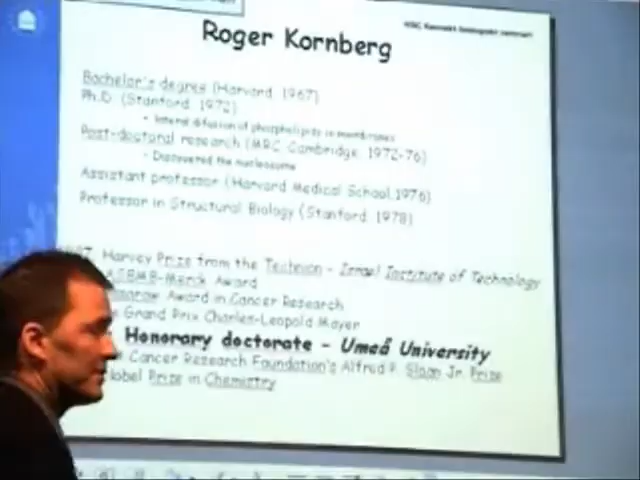 Roger Kornberg
Bachelor's degree (Harvard, 1967)
Ph.D. (Stanford, 1972)
• lateral diffusion of phospholipids in membranes
Post-doctoral research (MRC Cambridge, 1972-76)
• Discovered the nucleosome
Assistant professor (Harvard Medical School, 1976)
Professor in Structural Biology (Stanford, 1978)
Harvey Prize from the Technion - Israel Institute of Technology
ASBMB-Merck Award
Award in Cancer Research
Grand Prix Charles-Leopold Mayer
Honorary doctorate - Umeå University
Cancer Research Foundation's Alfred P. Sloan Jr. Prize
Nobel Prize in Chemistry